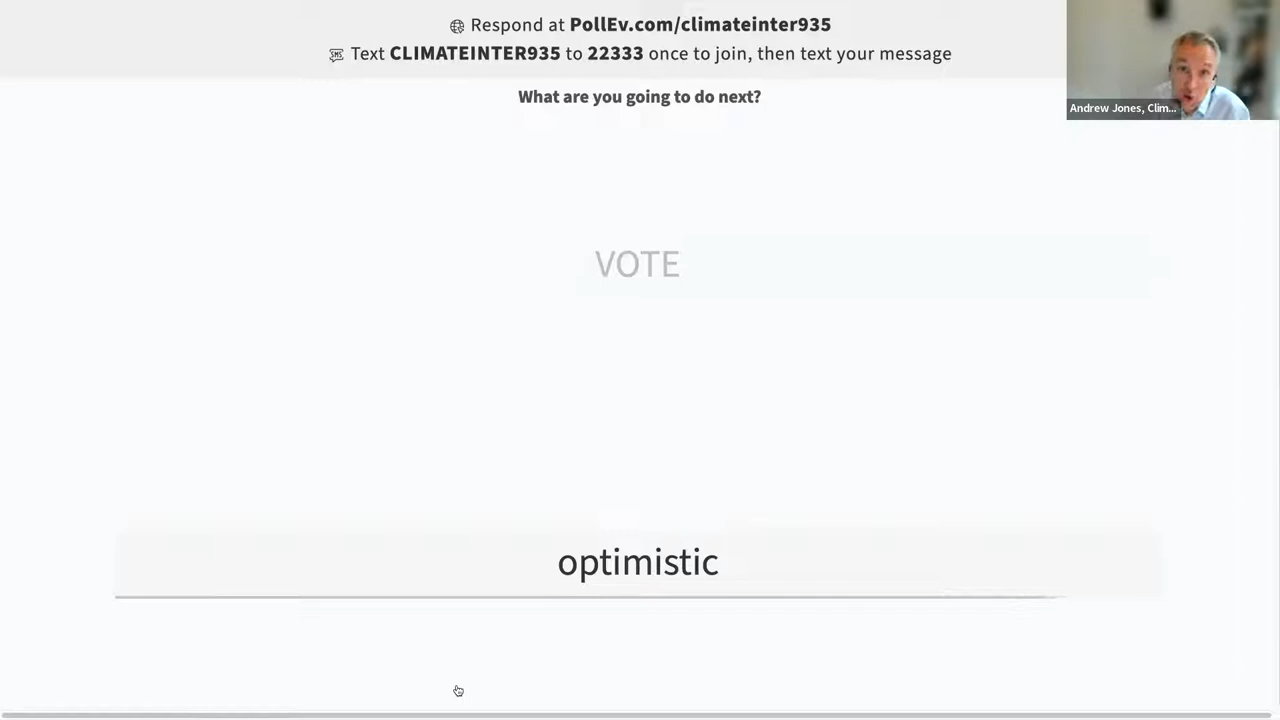 Respond at PollEv.com/climateinter935
Text CLIMATEINTER935 to 22333 once to join, then text your message
What are you going to do next?
Andrew Jones, Clim...
VOTE
optimistic